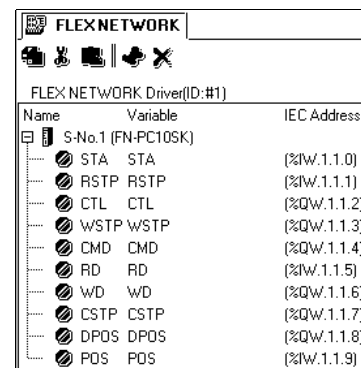 FLEX NETWORK
FLEX NETWORK Driver(ID:#1)
Name Variable IEC Address
S-No.1 (FN-PC10SK)
STA STA (%IW.1.1.0)
RSTP RSTP (%IW.1.1.1)
CTL CTL (%QW.1.1.2)
WSTP WSTP (%QW.1.1.3)
CMD CMD (%QW.1.1.4)
RD RD (%IW.1.1.5)
WD WD (%QW.1.1.6)
CSTP CSTP (%QW.1.1.7)
DPOS DPOS (%QW.1.1.8)
POS POS (%IW.1.1.9)